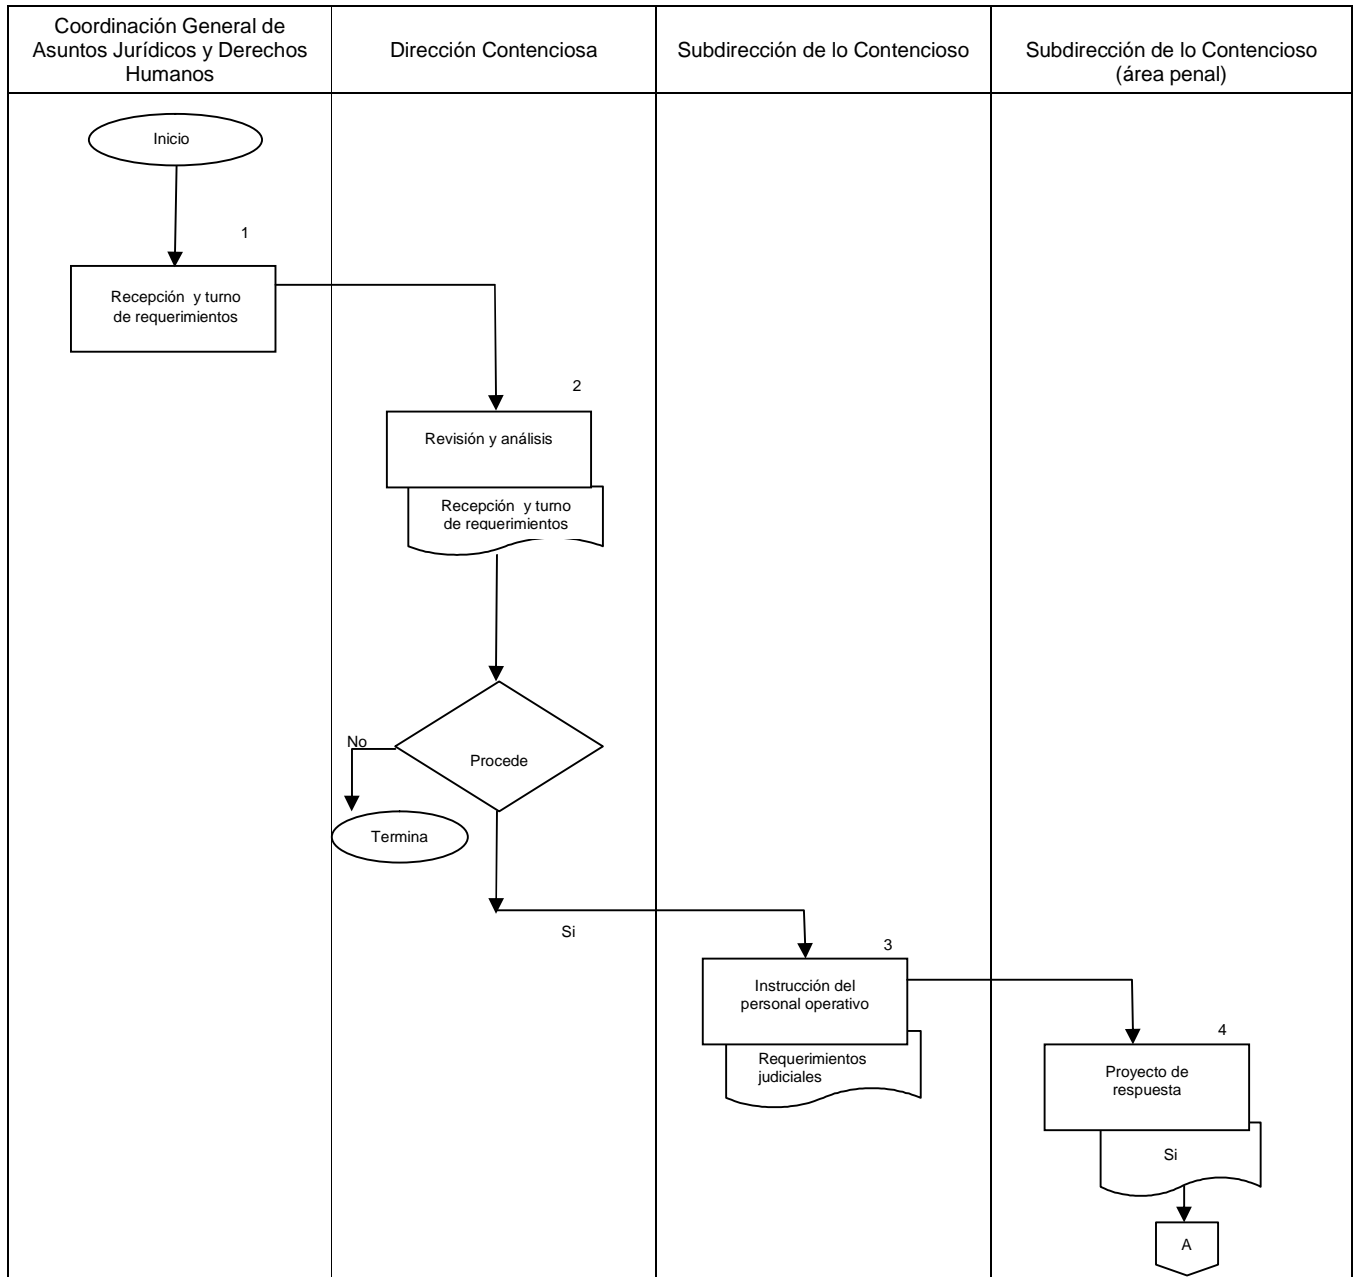 Coordinación General de
Asuntos Jurídicos y Derechos
Humanos
Dirección Contenciosa
Subdirección de lo Contencioso
Subdirección de lo Contencioso
(área penal)
Inicio
1
Recepción y turno
de requerimientos
2
Revisión y análisis
Recepción y turno
de requerimientos
No
Procede
Termina
Si
3
Instrucción del
personal operativo
Requerimientos
judiciales
4
Proyecto de
respuesta
Si
A